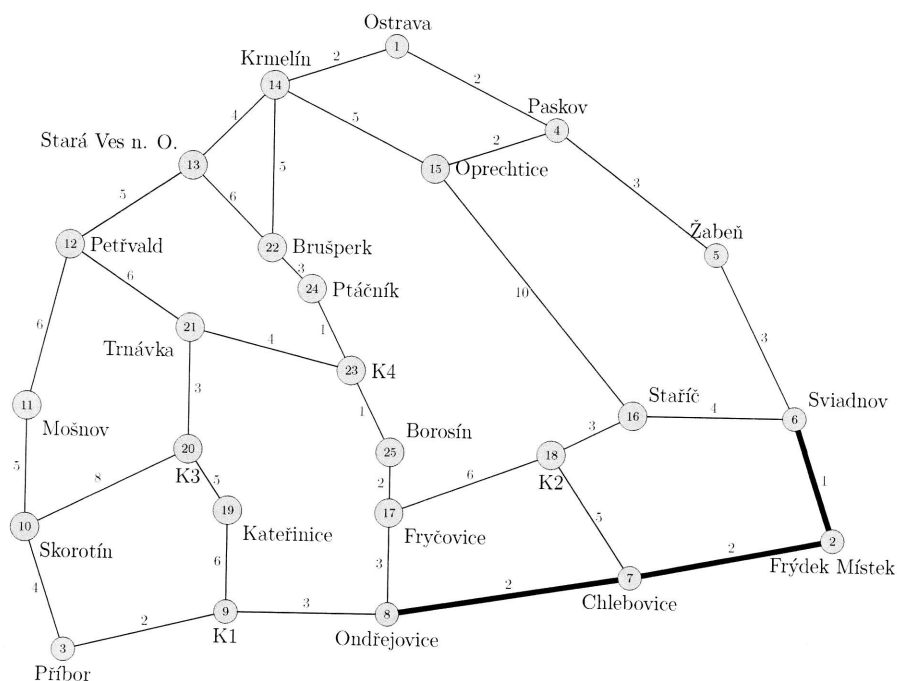 Ostrava
1
2
2
Krmelín
14
Paskov
4
4
5
2
Stará Ves n. O.
13
15
Oprechtice
5
6
5
3
Žabeň
5
12
Petřvald
22
Brušperk
3
6
24
Ptáčník
10
6
21
1
3
Trnávka
4
23
K4
11
Mošnov
3
1
Staříč
16
4
Sviadnov
6
Borosín
25
3
18
K2
5
8
20
K3
5
2
6
1
10
Skorotín
19
Kateřinice
17
Fryčovice
5
2
2
Frýdek Místek
4
6
3
2
7
Chlebovice
2
9
K1
3
8
Ondřejovice
3
Příbor